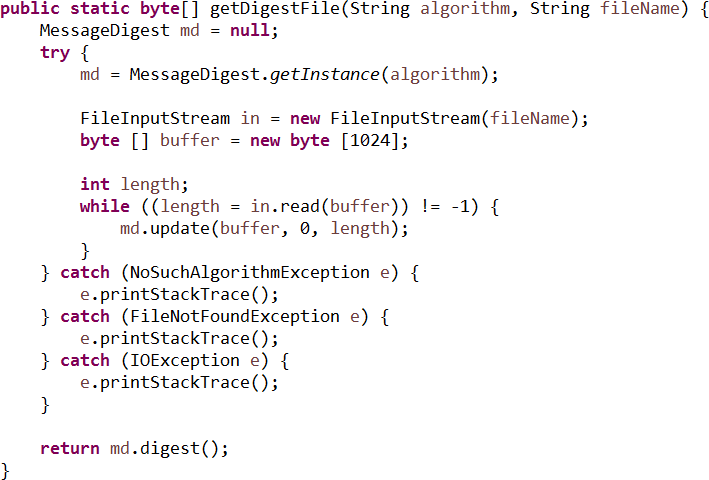 public static byte[] getDigestFile(String algorithm, String fileName) {
    MessageDigest md = null;
    try {
        md = MessageDigest.getInstance(algorithm);

        FileInputStream in = new FileInputStream(fileName);
        byte [] buffer = new byte [1024];

        int length;
        while ((length = in.read(buffer)) != -1) {
            md.update(buffer, 0, length);
        }
    } catch (NoSuchAlgorithmException e) {
        e.printStackTrace();
    } catch (FileNotFoundException e) {
        e.printStackTrace();
    } catch (IOException e) {
        e.printStackTrace();
    }

    return md.digest();
}